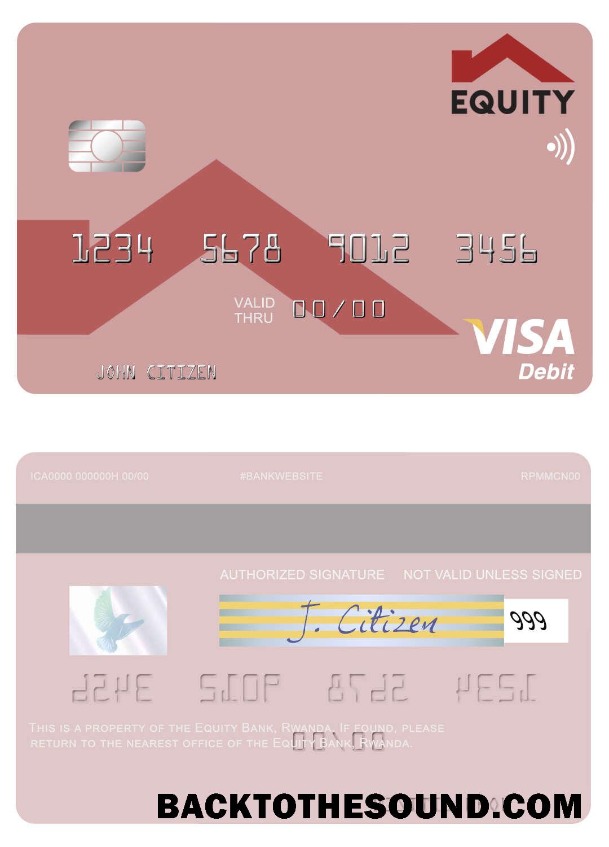 EQUITY
1234 5678 9012 3456
VALID
THRU 00/00
VISA
Debit
JOHN CITIZEN
ICA0000 000000H 00/00 #BANKWEBSITE RPMMCN00
AUTHORIZED SIGNATURE NOT VALID UNLESS SIGNED
J. Citizen 999
THIS IS A PROPERTY OF THE EQUITY BANK, RWANDA. IF FOUND, PLEASE
RETURN TO THE NEAREST OFFICE OF THE EQUITY BANK, RWANDA.
BACKTOTHESOUND.COM